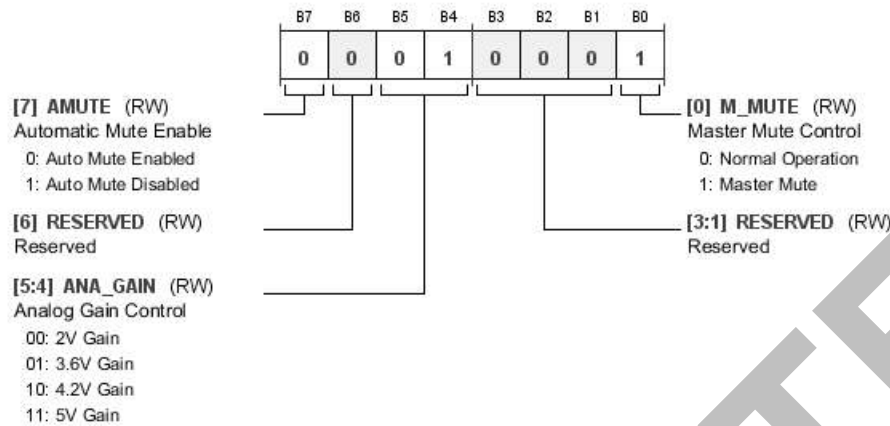 B7 B6 B5 B4 B3 B2 B1 B0
0 0 0 1 0 0 0 1
[7] AMUTE (RW)
Automatic Mute Enable
0: Auto Mute Enabled
1: Auto Mute Disabled
[6] RESERVED (RW)
Reserved
[5:4] ANA_GAIN (RW)
Analog Gain Control
00: 2V Gain
01: 3.6V Gain
10: 4.2V Gain
11: 5V Gain
[0] M_MUTE (RW)
Master Mute Control
0: Normal Operation
1: Master Mute
[3:1] RESERVED (RW)
Reserved
TE